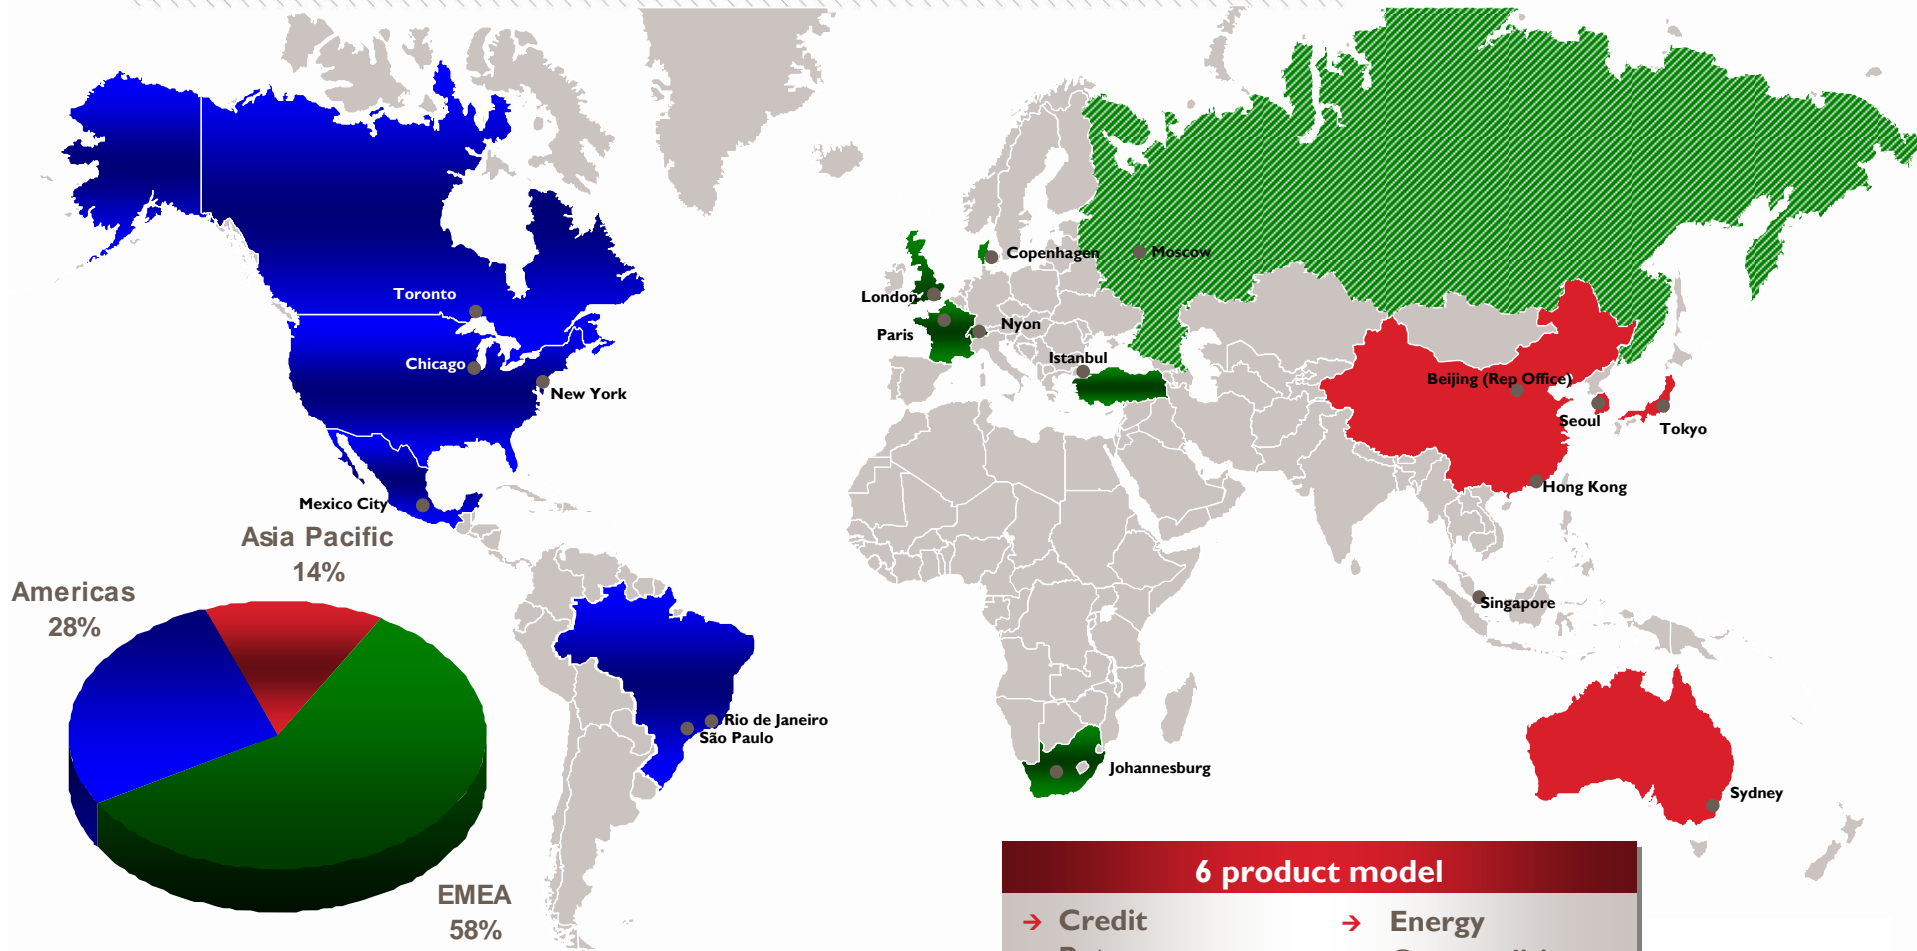 Copenhagen
Moscow
London
Paris
Nyon
Istanbul
Toronto
Chicago
New York
Mexico City
Beijing (Rep Office)
Seoul
Tokyo
Hong Kong
Singapore
Rio de Janeiro
São Paulo
Johannesburg
Sydney
Asia Pacific
14%
Americas
28%
EMEA
58%
6 product model
→ Credit
→ Energy